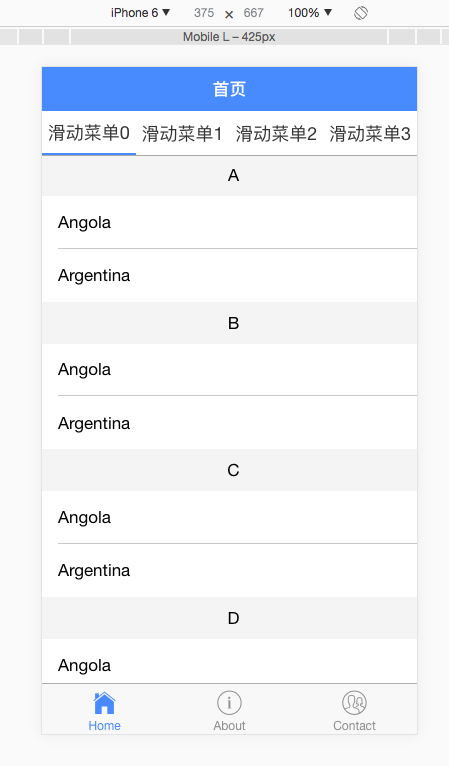 iPhone 6 ▼ 375 × 667 100% ▼
Mobile L – 425px
首页
滑动菜单0 滑动菜单1 滑动菜单2 滑动菜单3
A
Angola
Argentina
B
Angola
Argentina
C
Angola
Argentina
D
Angola
Home About Contact